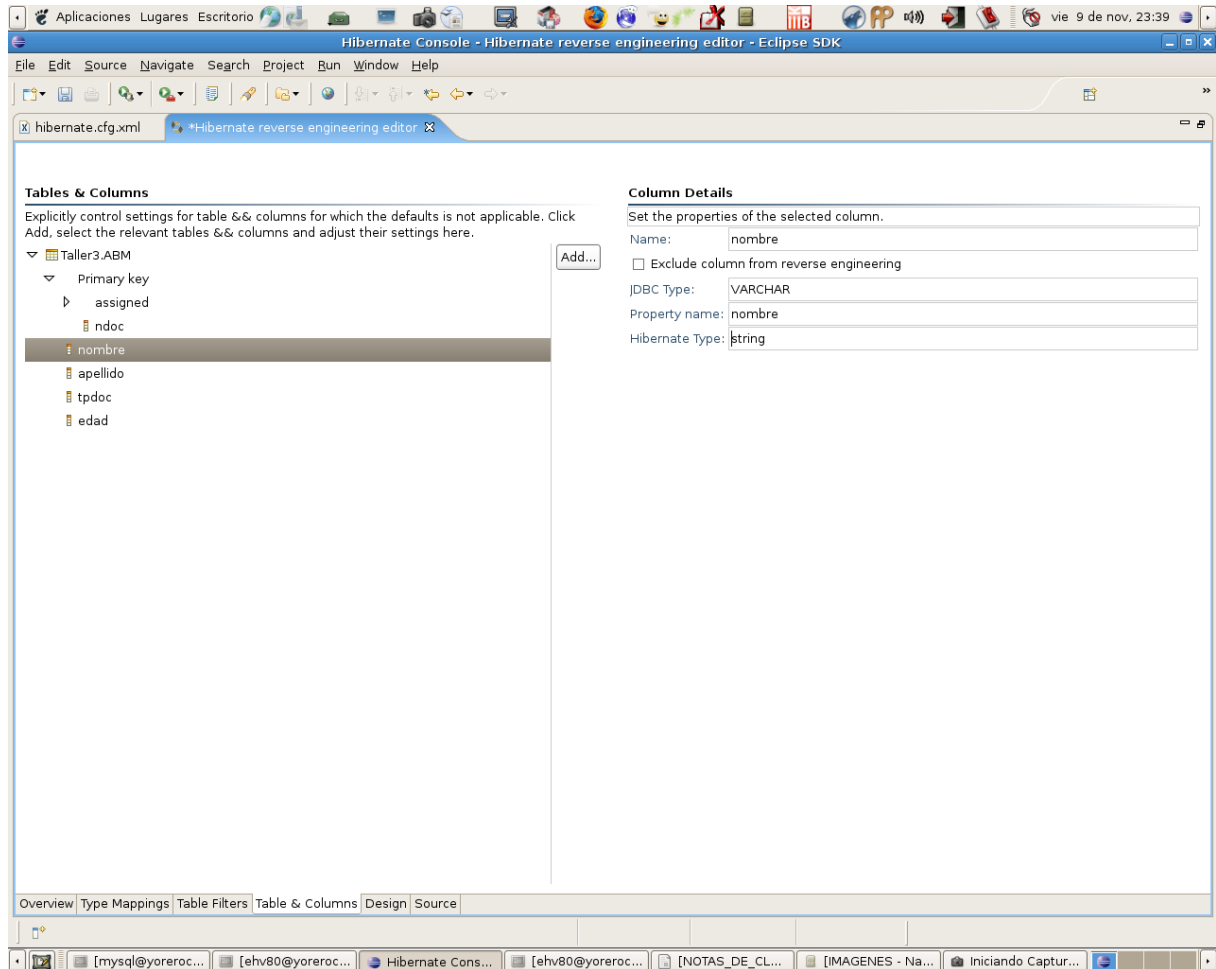 Aplicaciones Lugares Escritorio
vie 9 de nov, 23:39
Hibernate Console - Hibernate reverse engineering editor - Eclipse SDK
File Edit Source Navigate Search Project Run Window Help
hibernate.cfg.xml
*Hibernate reverse engineering editor
Tables & Columns
Explicitly control settings for table && columns for which the defaults is not applicable. Click
Add, select the relevant tables && columns and adjust their settings here.
Taller3.ABM
Primary key
assigned
ndoc
nombre
apellido
tpdoc
edad
Add...
Column Details
Set the properties of the selected column.
Name: nombre
Exclude column from reverse engineering
JDBC Type: VARCHAR
Property name: nombre
Hibernate Type: string
Overview Type Mappings Table Filters Table & Columns Design Source
[mysql@yoreroc... [ehv80@yoreroc... Hibernate Cons... [ehv80@yoreroc... [NOTAS_DE_CL... [IMAGENES - Na... Iniciando Captur...